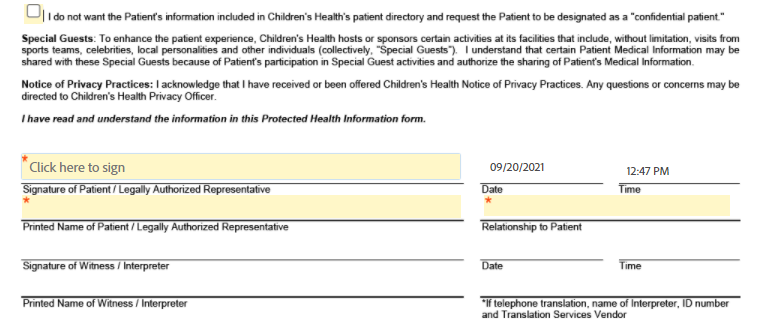 I do not want the Patient's information included in Children's Health's patient directory and request the Patient to be designated as a "confidential patient."
Special Guests: To enhance the patient experience, Children's Health hosts or sponsors certain activities at its facilities that include, without limitation, visits from
sports teams, celebrities, local personalities and other individuals (collectively, "Special Guests"). I understand that certain Patient Medical Information may be
shared with these Special Guests because of Patient's participation in Special Guest activities and authorize the sharing of Patient's Medical Information.
Notice of Privacy Practices: I acknowledge that I have received or been offered Children's Health Notice of Privacy Practices. Any questions or concerns may be
directed to Children's Health Privacy Officer.
I have read and understand the information in this Protected Health Information form.
* Click here to sign 09/20/2021 12:47 PM
Signature of Patient / Legally Authorized Representative Date Time
* *
Printed Name of Patient / Legally Authorized Representative Relationship to Patient
Signature of Witness / Interpreter Date Time
Printed Name of Witness / Interpreter *If telephone translation, name of Interpreter, ID number
and Translation Services Vendor